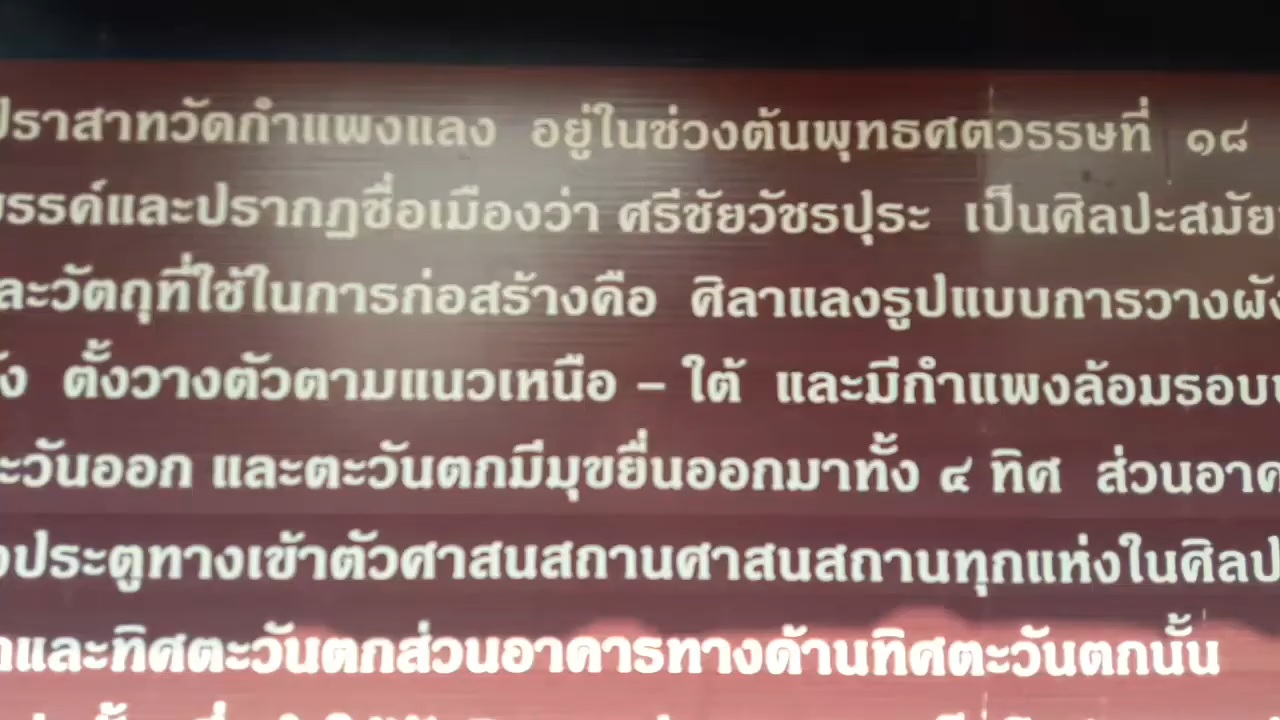 ปราสาทวัดกำแพงแลง อยู่ในช่วงต้นพุทธศตวรรษที่ ๑๘
และปรากฏชื่อเมืองว่า ศรีชัยวัชรปุระ เป็นศิลปะสมัย
และวัตถุที่ใช้ในการก่อสร้างคือ ศิลาแลงรูปแบบการวางผัง
ตั้งวางตัวตามแนวเหนือ – ใต้ และมีกำแพงล้อมรอบ
ะวันออก และตะวันตกมีมุขยื่นออกมาทั้ง ๔ ทิศ ส่วนอาค
ประตูทางเข้าตัวศาสนสถานศาสนสถานทุกแห่งในศิลป
และทิศตะวันตกส่วนอาคารทางด้านทิศตะวันตกนั้น